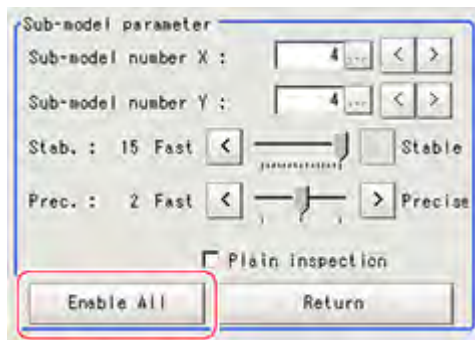 Sub-model parameter
Sub-model number X : 4 ... < >
Sub-model number Y : 4 ... < >
Stab. : 15 Fast < Stable
Prec. : 2 Fast < > Precise
Plain inspection
Enable All Return